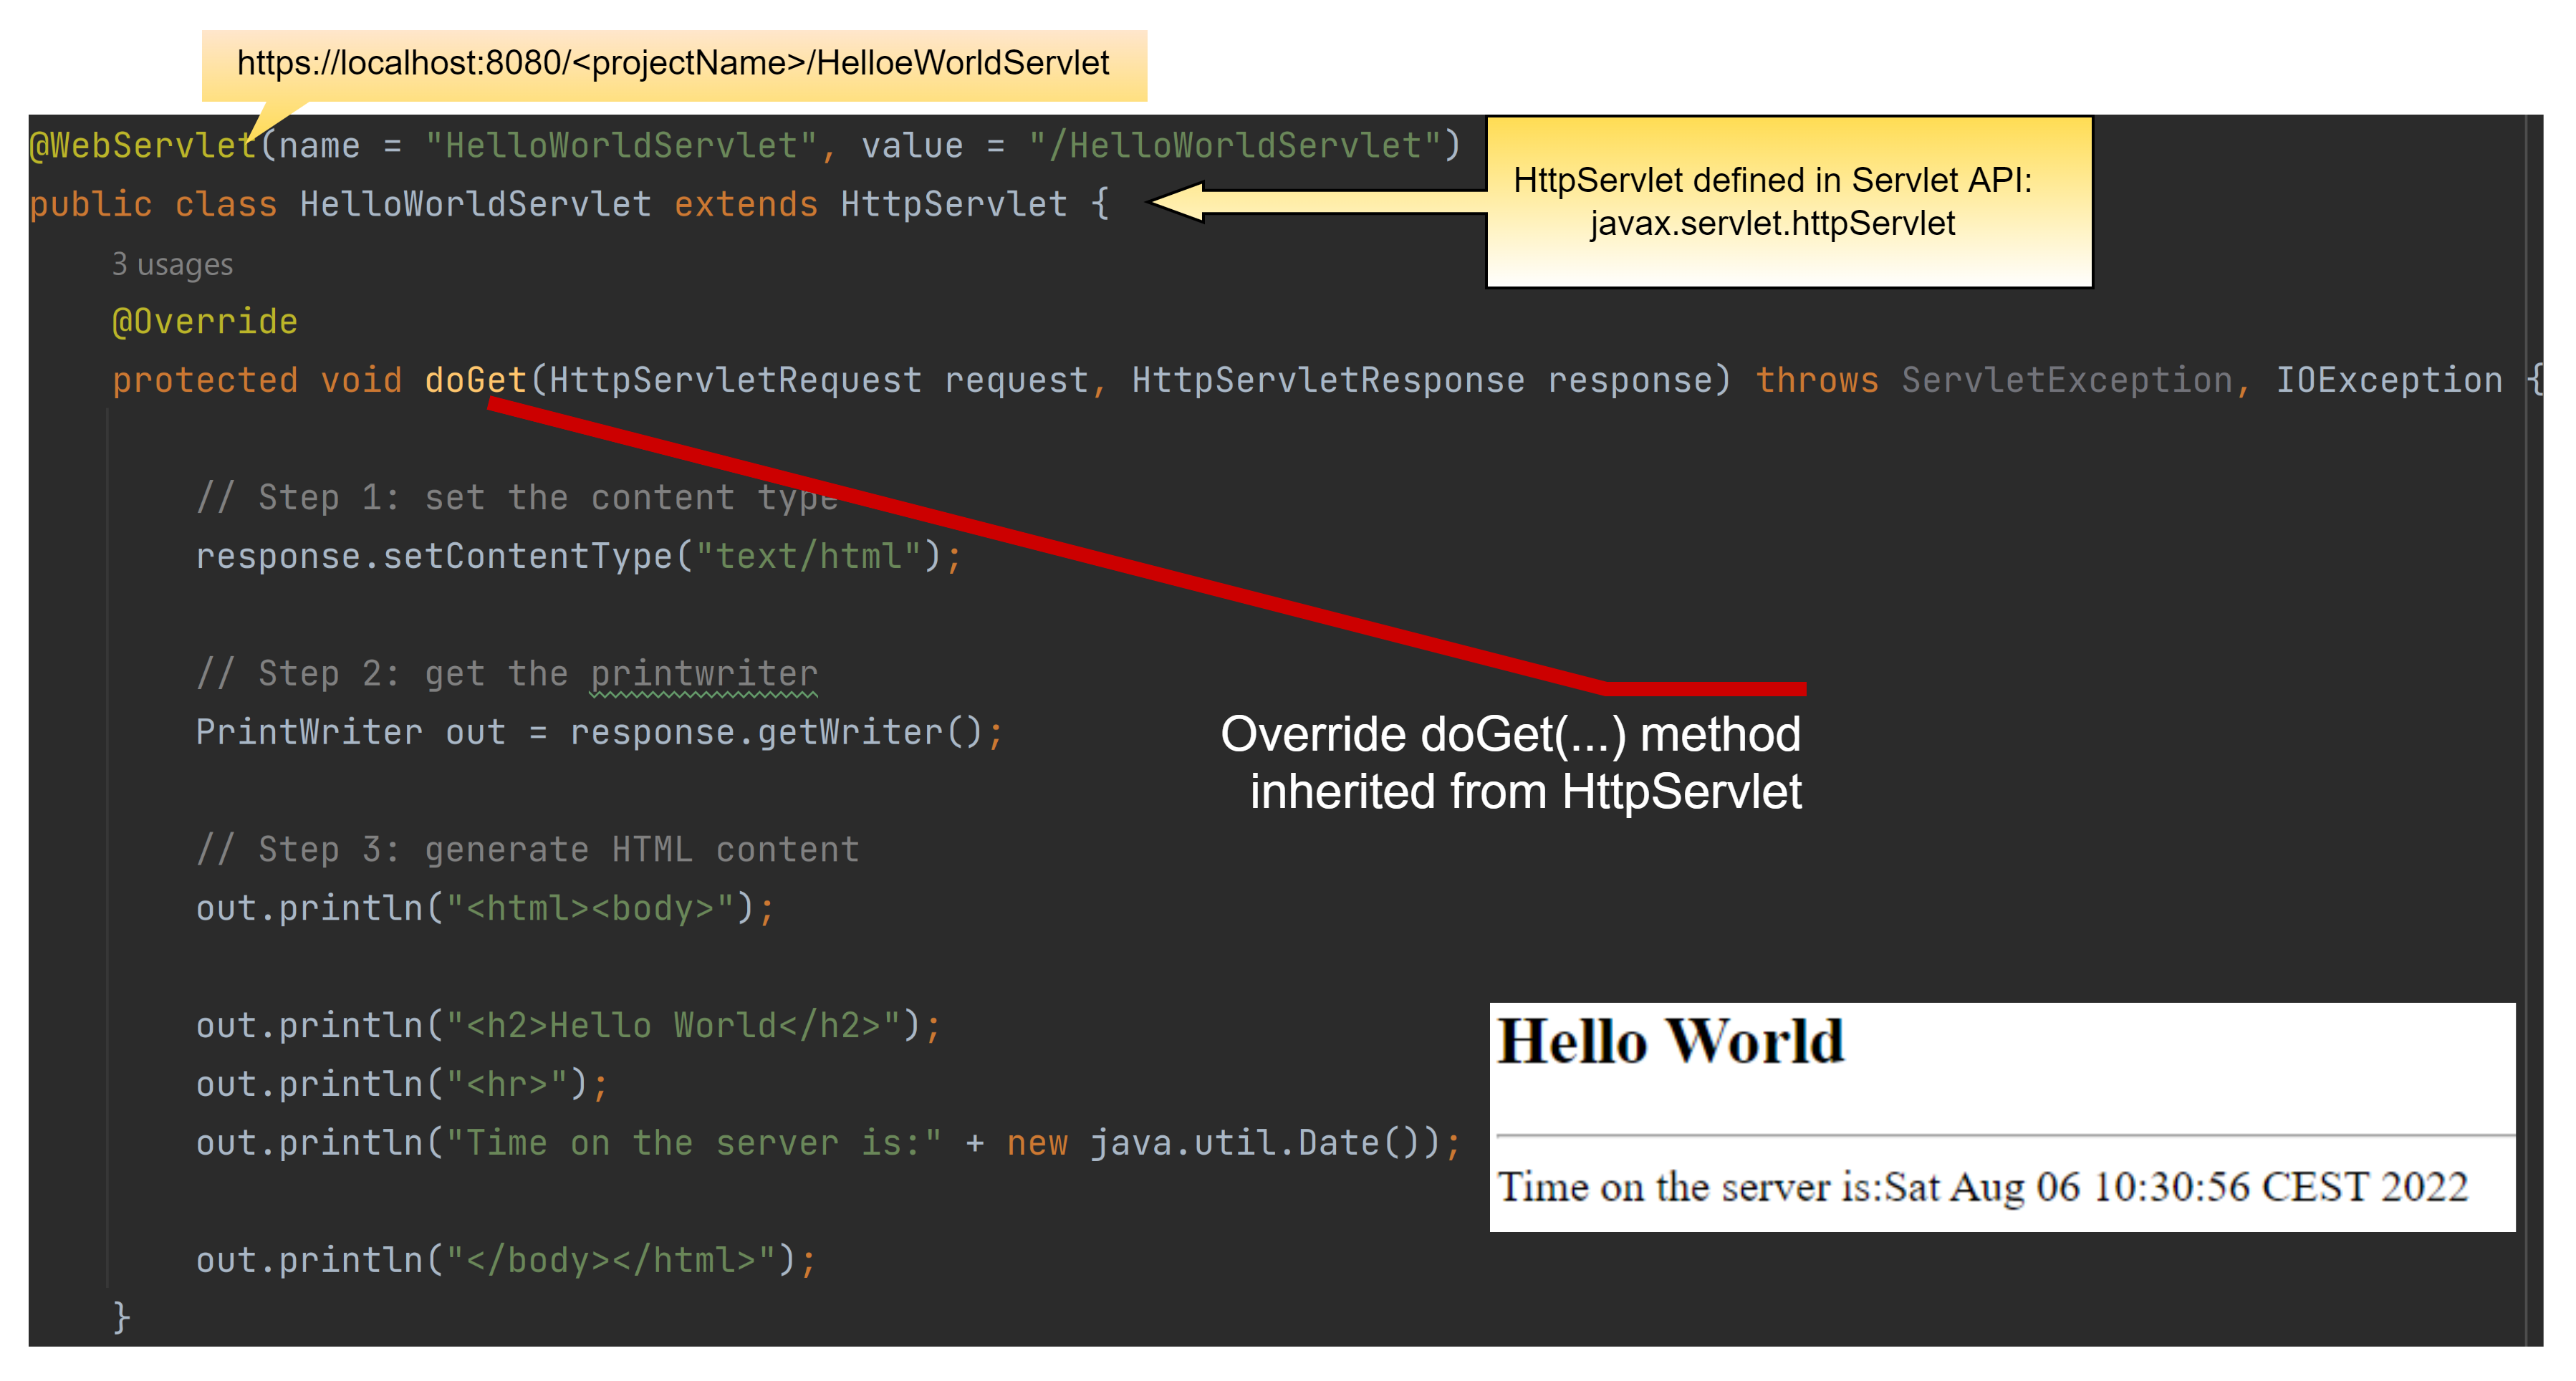 https://localhost:8080/<projectName>/HelloeWorldServlet
@WebServlet(name = "HelloWorldServlet", value = "/HelloWorldServlet")
public class HelloWorldServlet extends HttpServlet {
HttpServlet defined in Servlet API:
javax.servlet.httpServlet
3 usages
@Override
protected void doGet(HttpServletRequest request, HttpServletResponse response) throws ServletException, IOException {
// Step 1: set the content type
response.setContentType("text/html");
// Step 2: get the printwriter
PrintWriter out = response.getWriter();
Override doGet(...) method
inherited from HttpServlet
// Step 3: generate HTML content
out.println("<html><body>");
out.println("<h2>Hello World</h2>");
out.println("<hr>");
out.println("Time on the server is:" + new java.util.Date());
out.println("</body></html>");
}
Hello World
Time on the server is:Sat Aug 06 10:30:56 CEST 2022